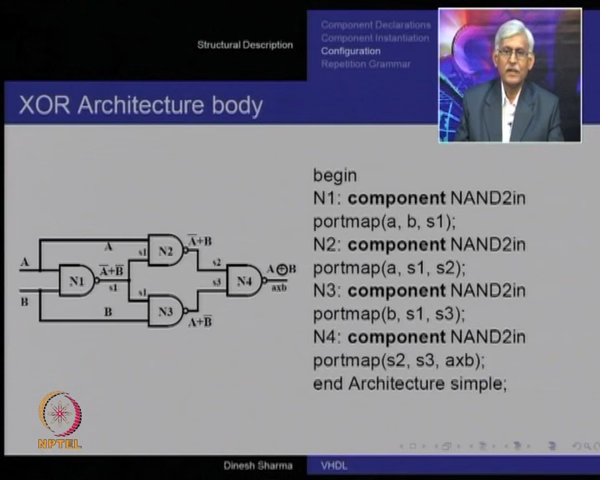 Structural Description
Component Declarations
Component Instantiation
Configuration
Repetition Grammar
XOR Architecture body
begin
N1: component NAND2in
portmap(a, b, s1);
N2: component NAND2in
portmap(a, s1, s2);
N3: component NAND2in
portmap(b, s1, s3);
N4: component NAND2in
portmap(s2, s3, axb);
end Architecture simple;
A
A
s1
N2
A̅+B
s2
A
N1
A̅+B̅
s1
s3
N4
A⊕B
axb
B
s1
B
N3
A+B̅
NPTEL
Dinesh Sharma
VHDL